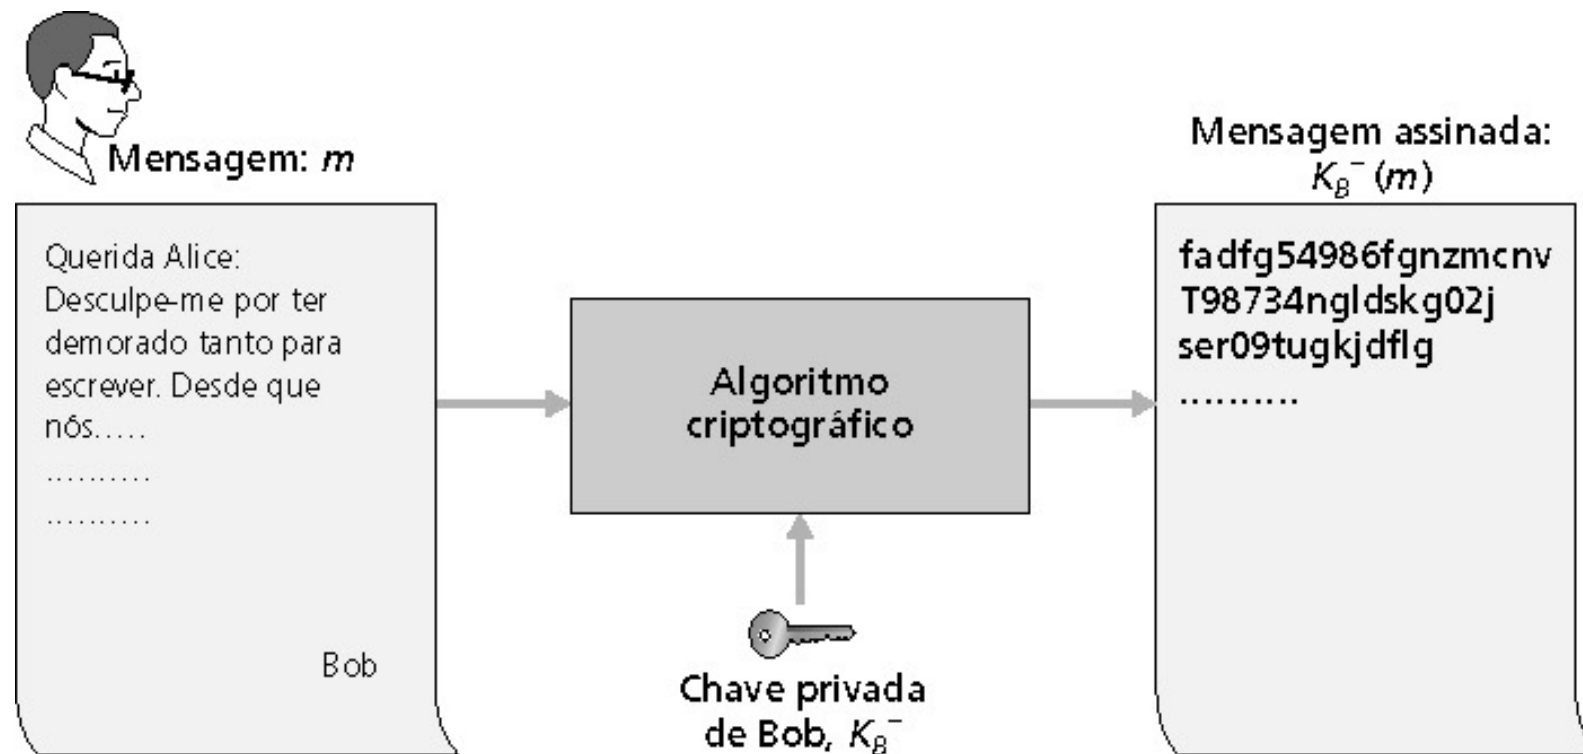 Mensagem: m
Querida Alice:
Desculpe-me por ter
demorado tanto para
escrever. Desde que
nós.....
..........
..........
Bob
Algoritmo
criptográfico
Chave privada
de Bob, K_B^-
Mensagem assinada:
K_B^- (m)
fadfg54986fgnzmcnv
T98734ngldskg02j
ser09tugkjdflg
..........